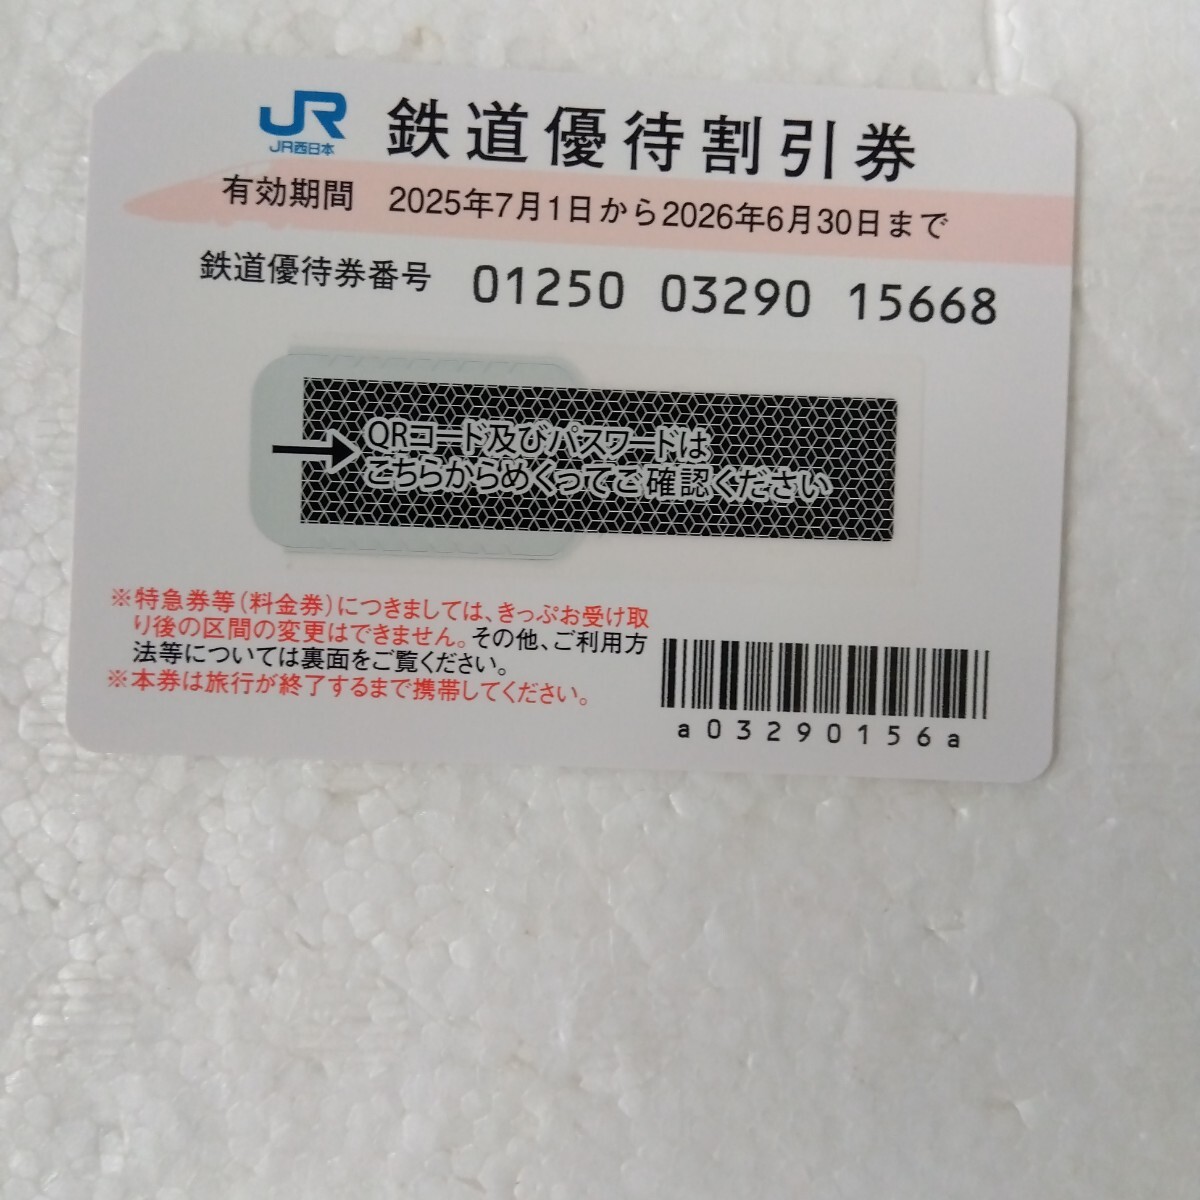 JR
JR西日本
鉄道優待割引券
有効期間 2025年7月1日から2026年6月30日まで
鉄道優待券番号 01250 03290 15668
QRコード及びパスワードは
こちらからめくってご確認ください
※特急券等(料金券)につきましては、きっぷお受け取
り後の区間の変更はできません。その他、ご利用方
法等については裏面をご覧ください。
※本券は旅行が終了するまで携帯してください。
a03290156a